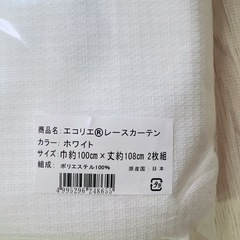 商品名:エコリエ®レースカーテン
カラー:ホワイト
サイズ:巾約100cm×丈約108cm 2枚組
組成: ポリエステル100% 原産国:日本
4995296248655